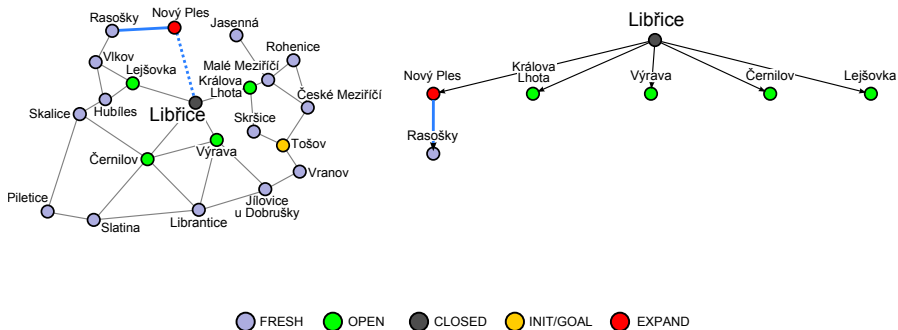 Nový Ples
Rasošky
Jasenná
Rohenice
Vlkov
Malé Meziříčí
Lejšovka
Králova
Lhota
České Meziříčí
Hubíles
Skalice
Libřice
Skršice
Tošov
Výrava
Černilov
Vranov
Piletice
Jílovice
u Dobrušky
Slatina
Librantice
Libřice
Nový Ples
Králova
Lhota
Výrava
Černilov
Lejšovka
Rasošky
FRESH
OPEN
CLOSED
INIT/GOAL
EXPAND